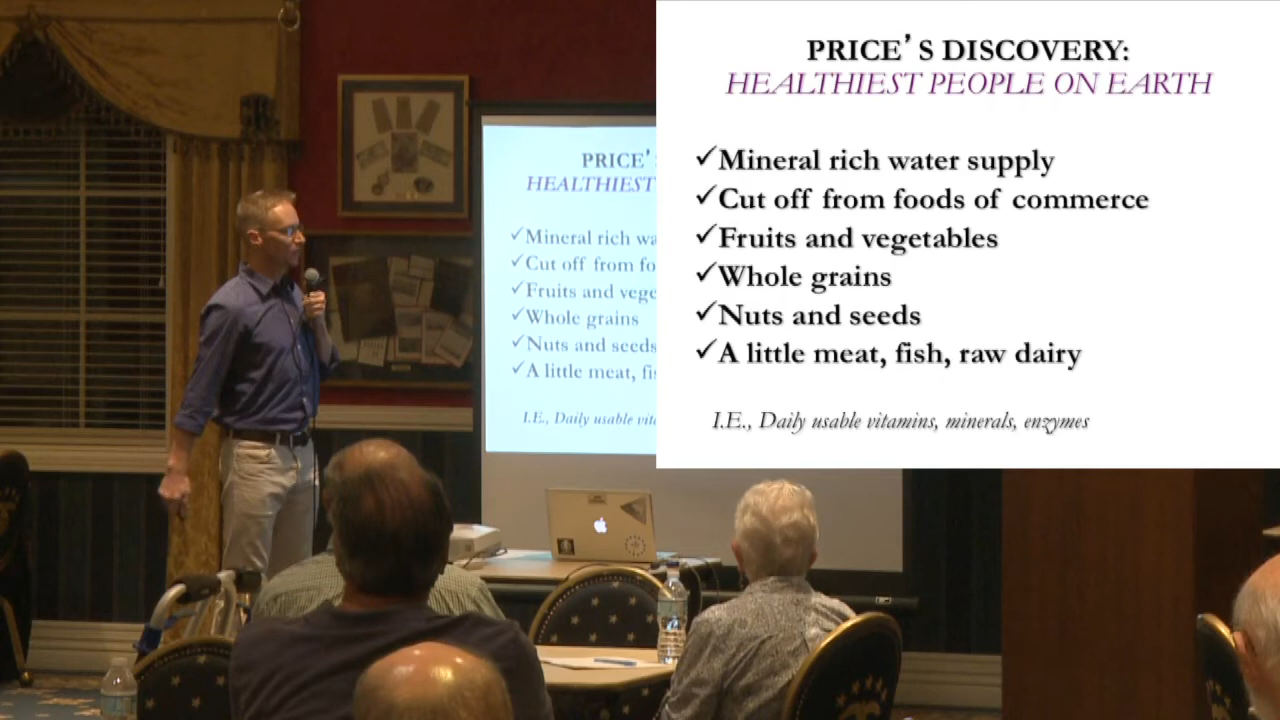 PRICE'S DISCOVERY:
HEALTHIEST PEOPLE ON EARTH
✓Mineral rich water supply
✓Cut off from foods of commerce
✓Fruits and vegetables
✓Whole grains
✓Nuts and seeds
✓A little meat, fish, raw dairy
I.E., Daily usable vitamins, minerals, enzymes
PRICE'
HEALTHIEST
✓Mineral rich wa
✓Cut off from fo
✓Fruits and vege
✓Whole grains
✓Nuts and seeds
✓A little meat, fis
I.E., Daily usable vita